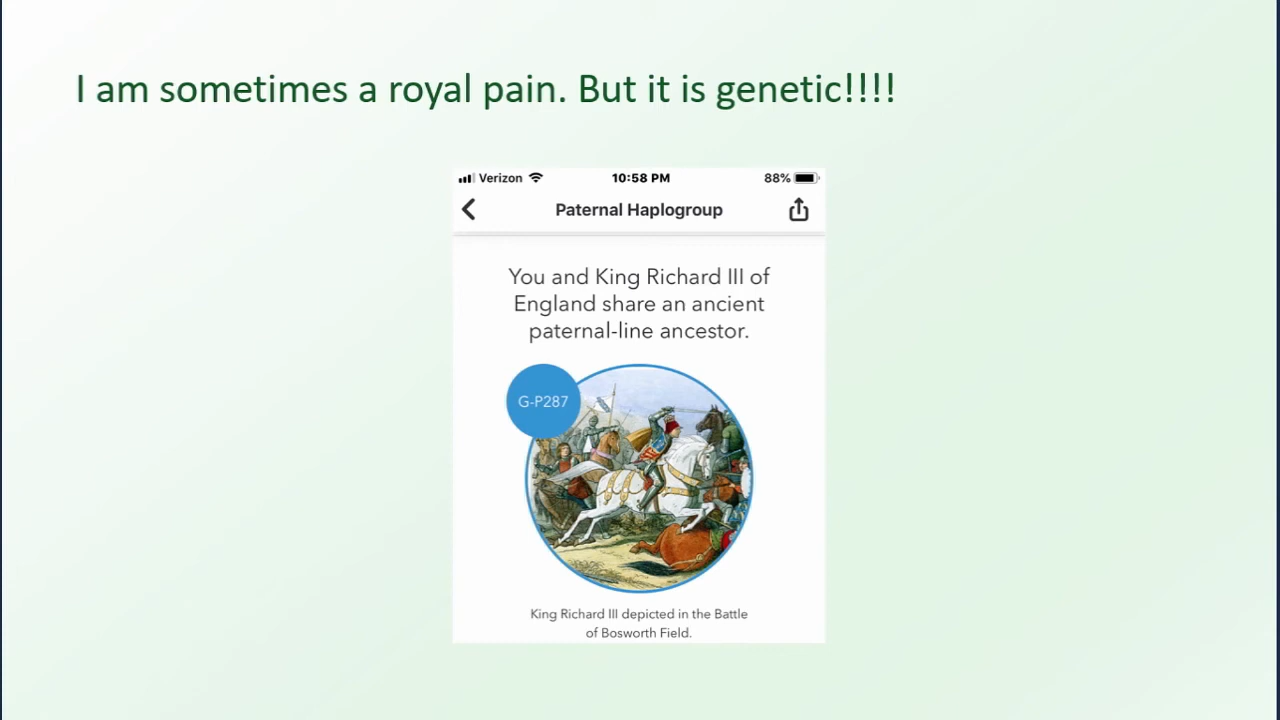 I am sometimes a royal pain. But it is genetic!!!!
Verizon 10:58 PM 88%
Paternal Haplogroup
You and King Richard III of
England share an ancient
paternal-line ancestor.
G-P287
King Richard III depicted in the Battle
of Bosworth Field.